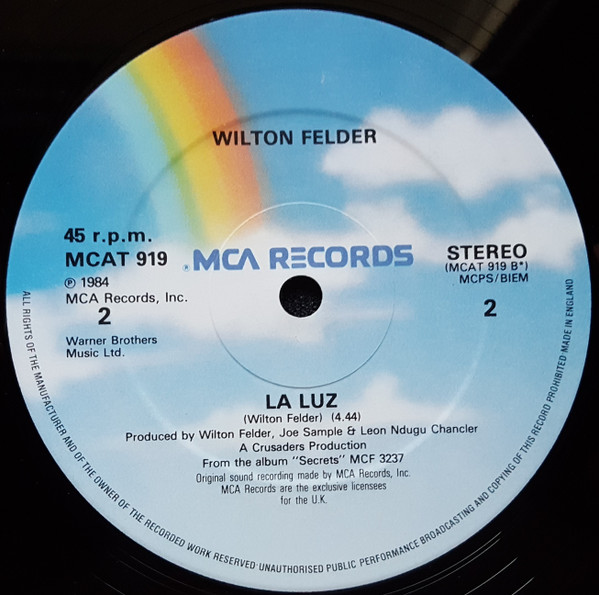 WILTON FELDER
45 r.p.m.
MCAT 919
℗ 1984
MCA Records, Inc.
2
Warner Brothers
Music Ltd.
MCA RECORDS
STEREO
(MCAT 919 B*)
MCPS/BIEM
2
LA LUZ
(Wilton Felder) (4.44)
Produced by Wilton Felder, Joe Sample & Leon Ndugu Chancler
A Crusaders Production
From the album "Secrets" MCF 3237
Original sound recording made by MCA Records, Inc.
MCA Records are the exclusive licensees
for the U.K.
ALL RIGHTS OF THE MANUFACTURER AND OF THE OWNER OF THE RECORDED WORK RESERVED·UNAUTHORISED PUBLIC PERFORMANCE BROADCASTING AND COPYING OF THIS RECORD PROHIBITED·MADE IN ENGLAND